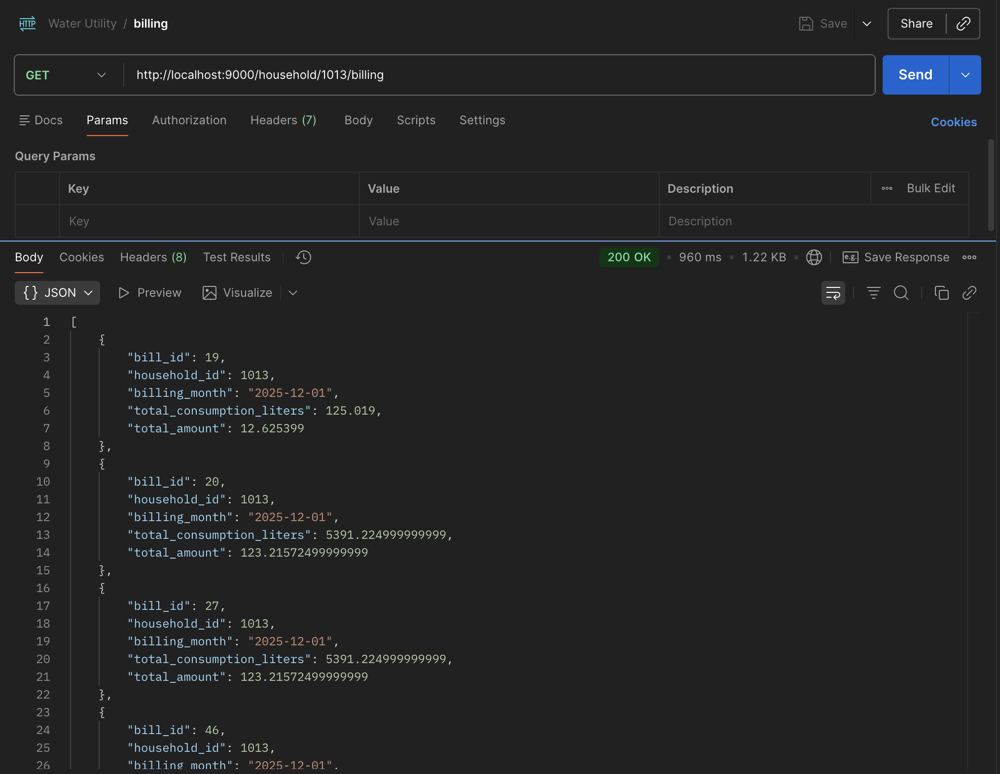 HTTP Water Utility / billing Save Share
GET http://localhost:9000/household/1013/billing Send
Docs Params Authorization Headers (7) Body Scripts Settings Cookies
Query Params
Key Value Description Bulk Edit
Key Value Description
Body Cookies Headers (8) Test Results 200 OK • 960 ms • 1.22 KB • e.g. Save Response
{} JSON Preview Visualize
1 [
2 {
3 "bill_id": 19,
4 "household_id": 1013,
5 "billing_month": "2025-12-01",
6 "total_consumption_liters": 125.019,
7 "total_amount": 12.625399
8 },
9 {
10 "bill_id": 20,
11 "household_id": 1013,
12 "billing_month": "2025-12-01",
13 "total_consumption_liters": 5391.224999999999,
14 "total_amount": 123.21572499999999
15 },
16 {
17 "bill_id": 27,
18 "household_id": 1013,
19 "billing_month": "2025-12-01",
20 "total_consumption_liters": 5391.224999999999,
21 "total_amount": 123.21572499999999
22 },
23 {
24 "bill_id": 46,
25 "household_id": 1013,
26 "billing_month": "2025-12-01",